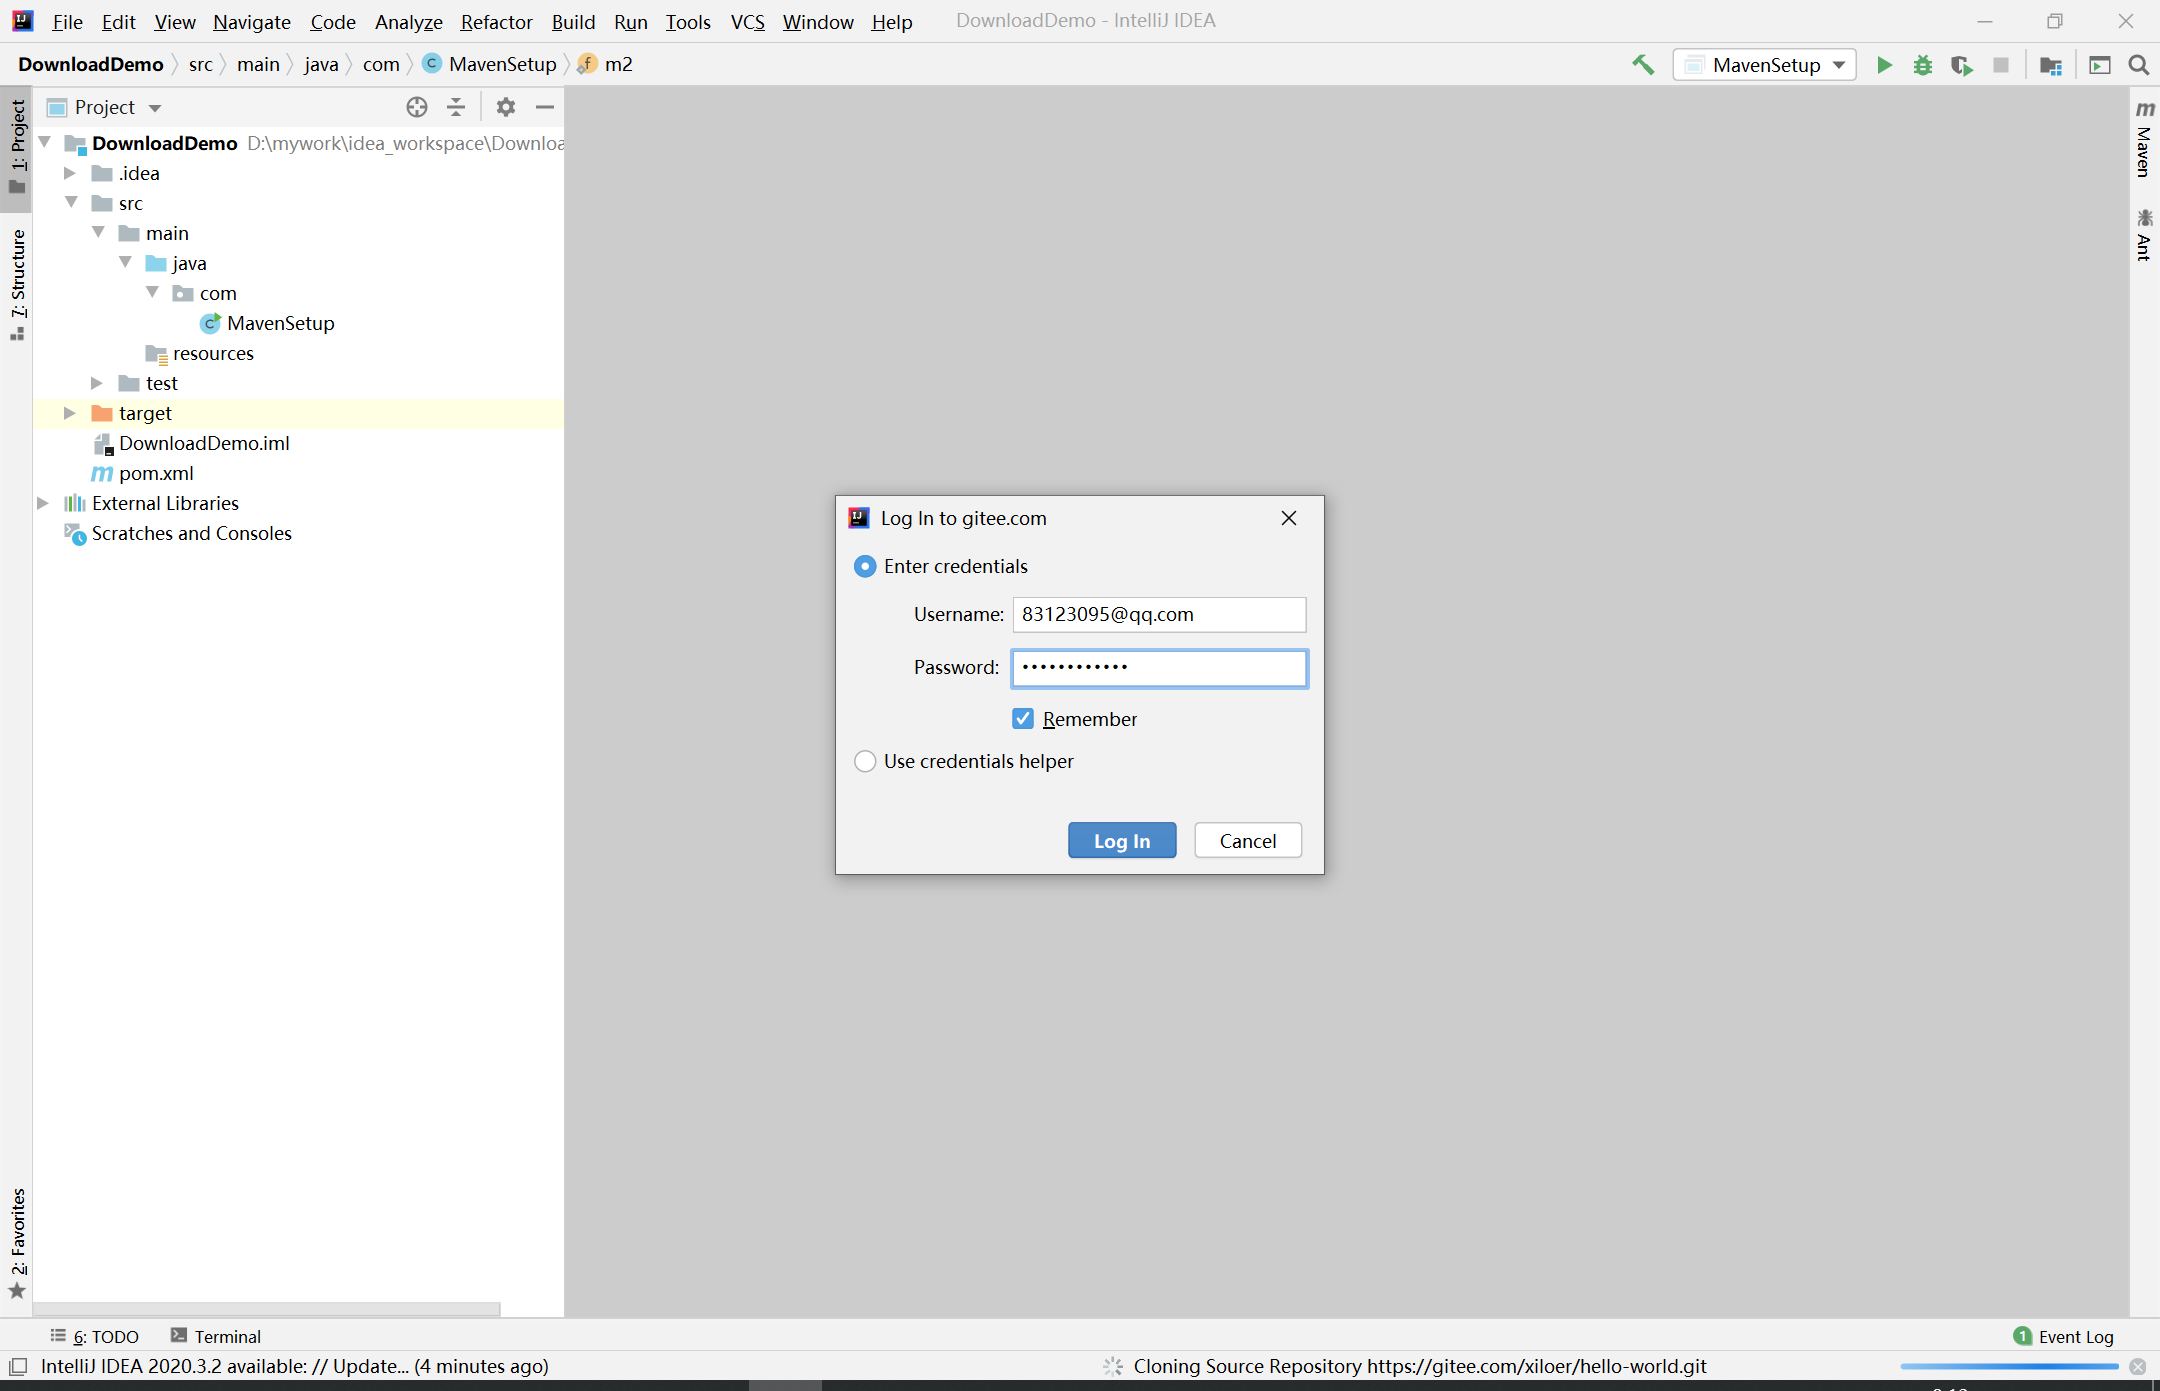 File Edit View Navigate Code Analyze Refactor Build Run Tools VCS Window Help DownloadDemo - IntelliJ IDEA
DownloadDemo src main java com MavenSetup m2 MavenSetup
1: Project
7: Structure
2: Favorites
Project
DownloadDemo D:\mywork\idea_workspace\Downloa
.idea
src
main
java
com
MavenSetup
resources
test
target
DownloadDemo.iml
pom.xml
External Libraries
Scratches and Consoles
Log In to gitee.com
Enter credentials
Username: 83123095@qq.com
Password: ••••••••••••
Remember
Use credentials helper
Log In Cancel
Maven
Ant
6: TODO Terminal 1 Event Log
IntelliJ IDEA 2020.3.2 available: // Update... (4 minutes ago) Cloning Source Repository https://gitee.com/xiloer/hello-world.git